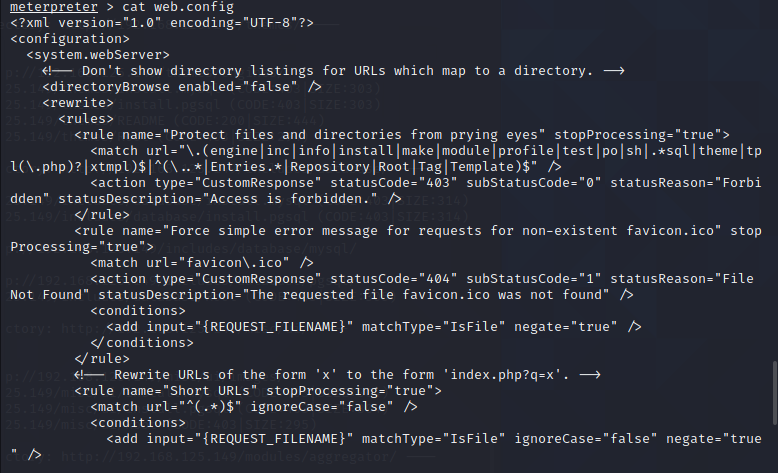 meterpreter > cat web.config
<?xml version="1.0" encoding="UTF-8"?>
<configuration>
  <system.webServer>
    <!-- Don't show directory listings for URLs which map to a directory. -->
    <directoryBrowse enabled="false" />
    <rewrite>
      <rules>
        <rule name="Protect files and directories from prying eyes" stopProcessing="true">
          <match url="\.(engine|inc|info|install|make|module|profile|test|po|sh|.*sql|theme|tp
l(\.php)?|xtmpl)$|^(\..*|Entries.*|Repository|Root|Tag|Template)$" />
          <action type="CustomResponse" statusCode="403" subStatusCode="0" statusReason="Forbi
dden" statusDescription="Access is forbidden." />
        </rule>
        <rule name="Force simple error message for requests for non-existent favicon.ico" stop
Processing="true">
          <match url="favicon\.ico" />
          <action type="CustomResponse" statusCode="404" subStatusCode="1" statusReason="File 
Not Found" statusDescription="The requested file favicon.ico was not found" />
          <conditions>
            <add input="{REQUEST_FILENAME}" matchType="IsFile" negate="true" />
          </conditions>
        </rule>
        <!-- Rewrite URLs of the form 'x' to the form 'index.php?q=x'. -->
        <rule name="Short URLs" stopProcessing="true">
          <match url="^(.*)$" ignoreCase="false" />
          <conditions>
            <add input="{REQUEST_FILENAME}" matchType="IsFile" ignoreCase="false" negate="true
" />